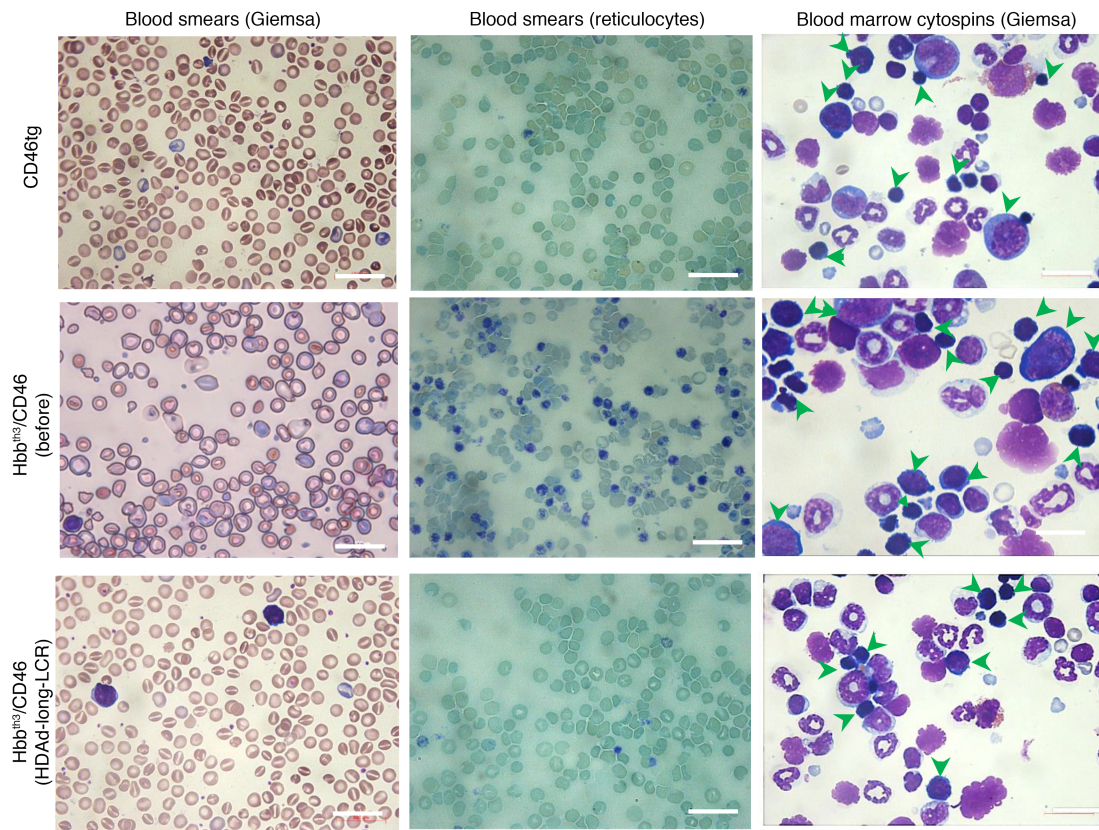 Blood smears (Giemsa)
Blood smears (reticulocytes)
Blood marrow cytospins (Giemsa)
CD46tg
Hbbth3/CD46
(before)
Hbbth3/CD46
(HDAd-long-LCR)